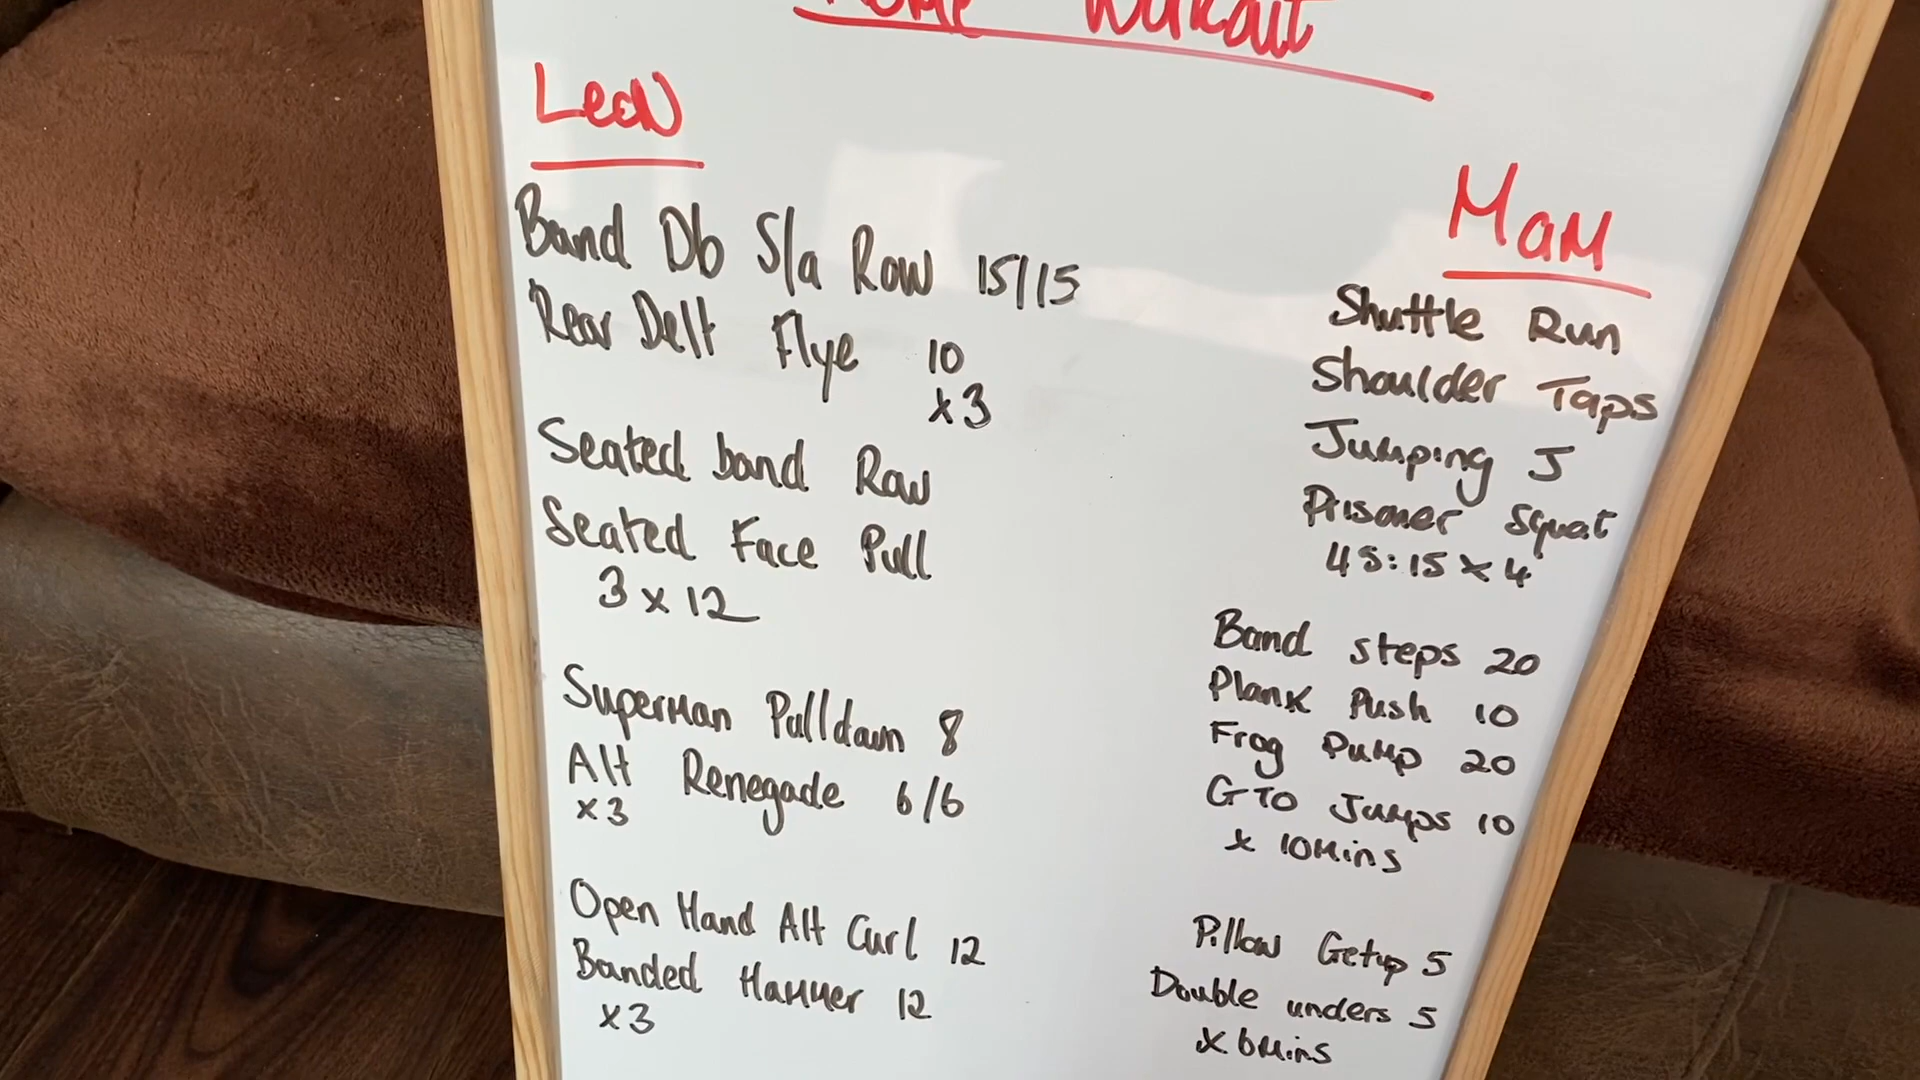 Home Workout
Leon
Band Db S/a Row 15/15
Rear Delt Flye 10
x3
Seated band Row
Seated Face Pull
3 x 12
Superman Pulldown 8
Alt Renegade 6/6
x3
Open Hand Alt Curl 12
Banded Hammer 12
x3
Mam
Shuttle Run
Shoulder Taps
Jumping J
Prisoner Squat
45:15 x 4
Band steps 20
Plank Push 10
Frog Pump 20
GTO Jumps 10
x 10mins
Pillow Getup 5
Double unders 5
x 6mins